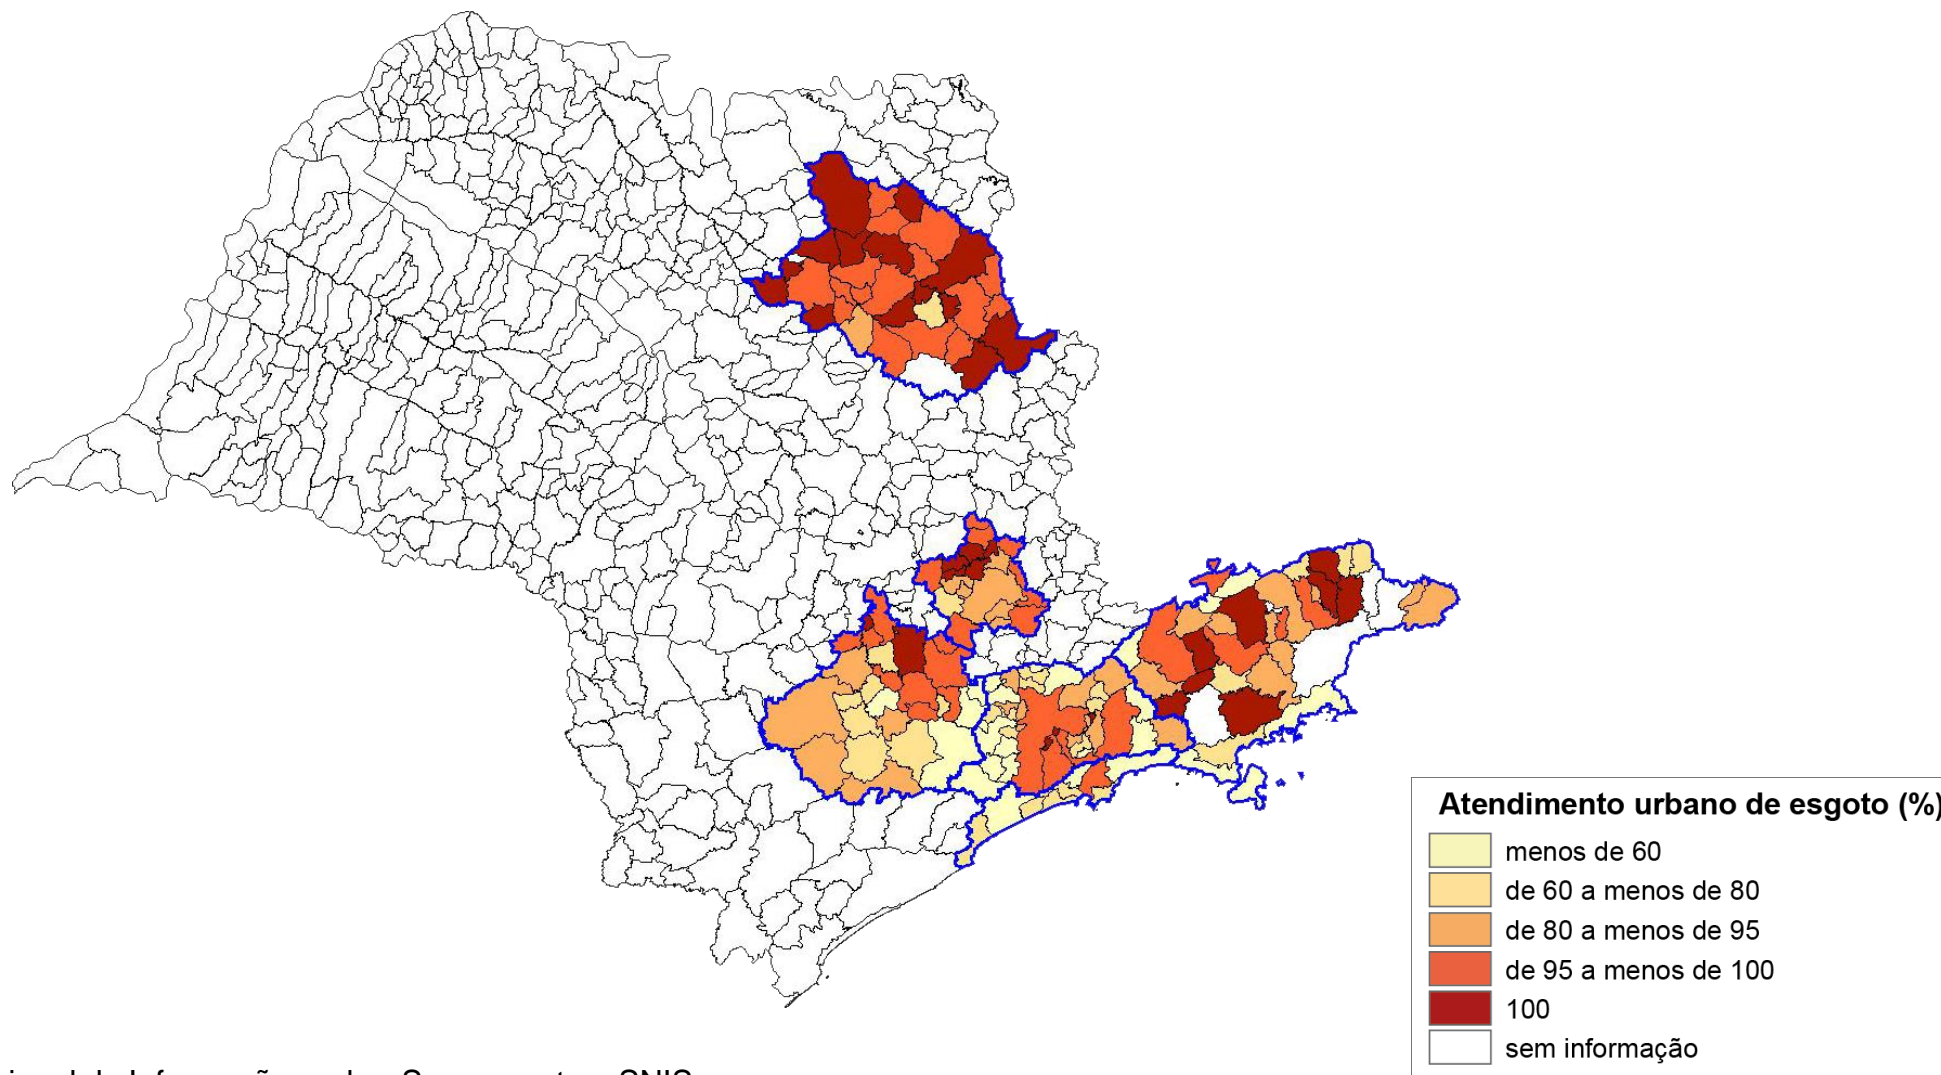 Atendimento urbano de esgoto (%)
menos de 60
de 60 a menos de 80
de 80 a menos de 95
de 95 a menos de 100
100
sem informação